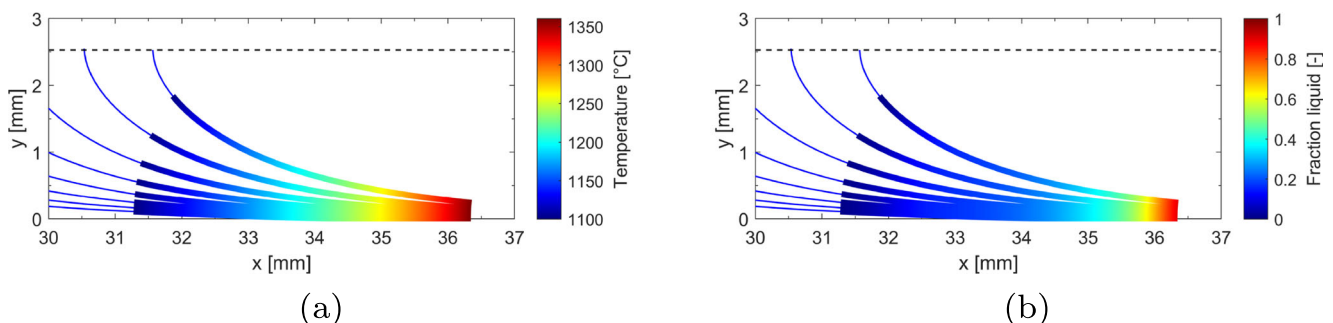 3
2
1
0
y [mm]
30 31 32 33 34 35 36 37
x [mm]
1350
1300
1250
1200
1150
1100
Temperature [°C]
(a)
3
2
1
0
y [mm]
30 31 32 33 34 35 36 37
x [mm]
1
0.8
0.6
0.4
0.2
0
Fraction liquid [-]
(b)